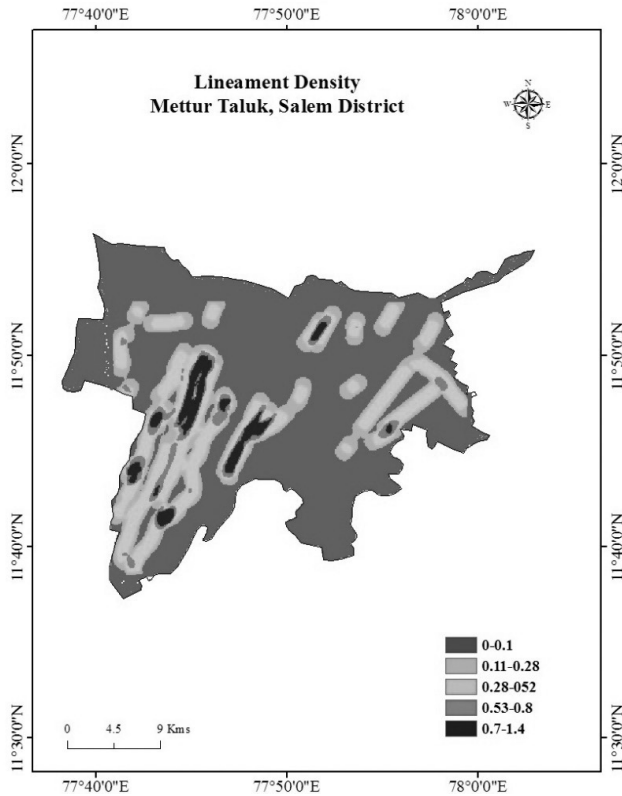 77°40'0"E 77°50'0"E 78°0'0"E
Lineament Density
Mettur Taluk, Salem District
N
W E
S
12°0'0"N 12°0'0"N
11°50'0"N 11°50'0"N
11°40'0"N 11°40'0"N
11°30'0"N 11°30'0"N
0-0.1
0.11-0.28
0.28-052
0.53-0.8
0.7-1.4
0 4.5 9 Kms
77°40'0"E 77°50'0"E 78°0'0"E